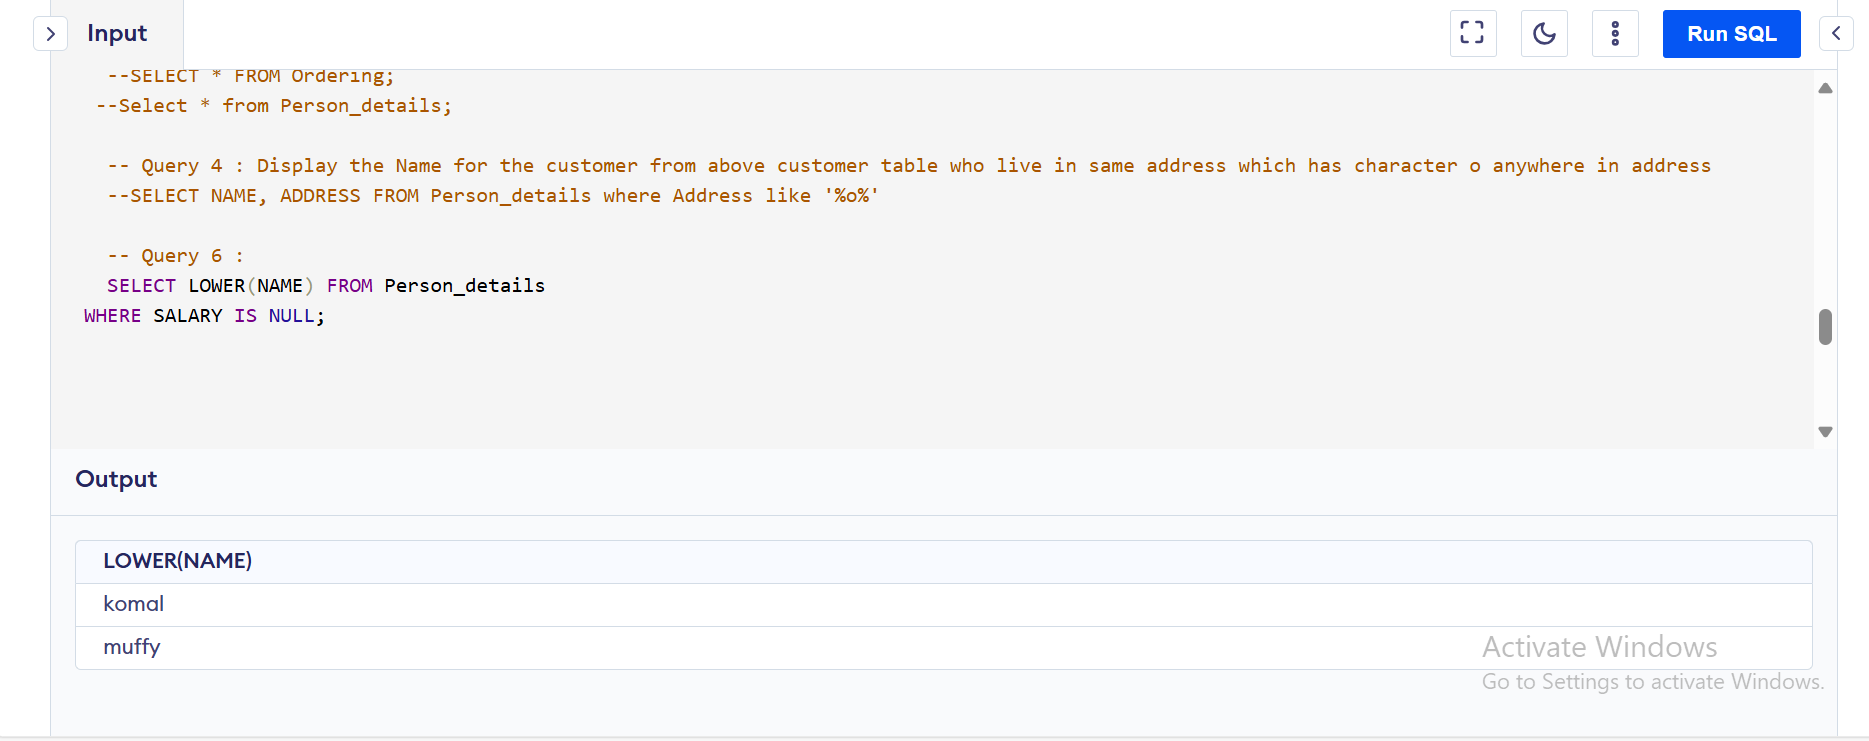 Input
Run SQL
--SELECT * FROM Ordering;
--Select * from Person_details;
-- Query 4 : Display the Name for the customer from above customer table who live in same address which has character o anywhere in address
--SELECT NAME, ADDRESS FROM Person_details where Address like '%o%'
-- Query 6 :
SELECT LOWER(NAME) FROM Person_details
WHERE SALARY IS NULL;
Output
LOWER(NAME)
komal
muffy
Activate Windows
Go to Settings to activate Windows.